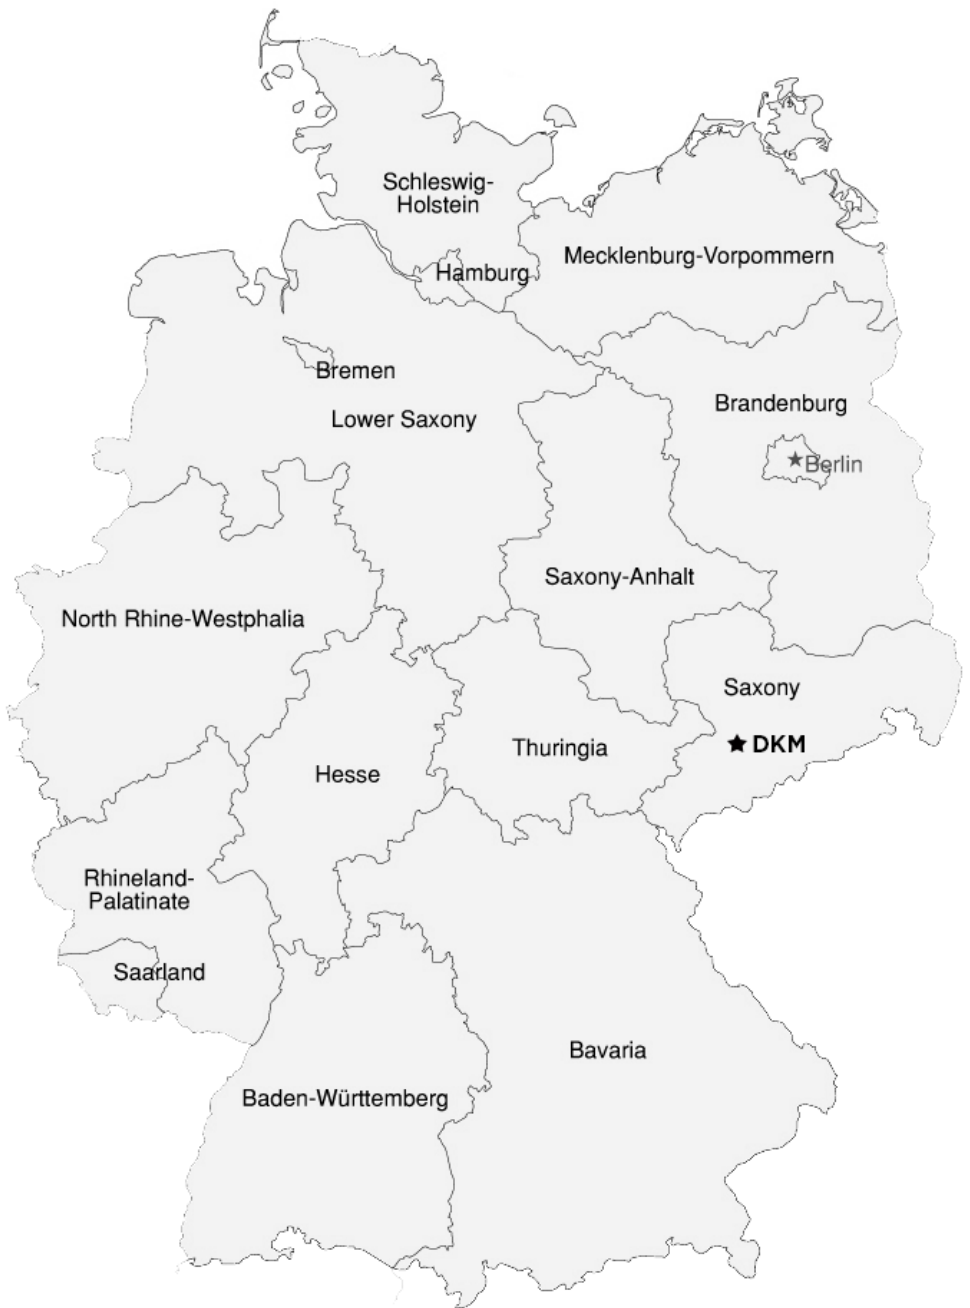 Schleswig-
Holstein
Mecklenburg-Vorpommern
Hamburg
Bremen
Lower Saxony
Brandenburg
★Berlin
Saxony-Anhalt
North Rhine-Westphalia
Saxony
★ DKM
Thuringia
Hesse
Rhineland-
Palatinate
Saarland
Bavaria
Baden-Württemberg